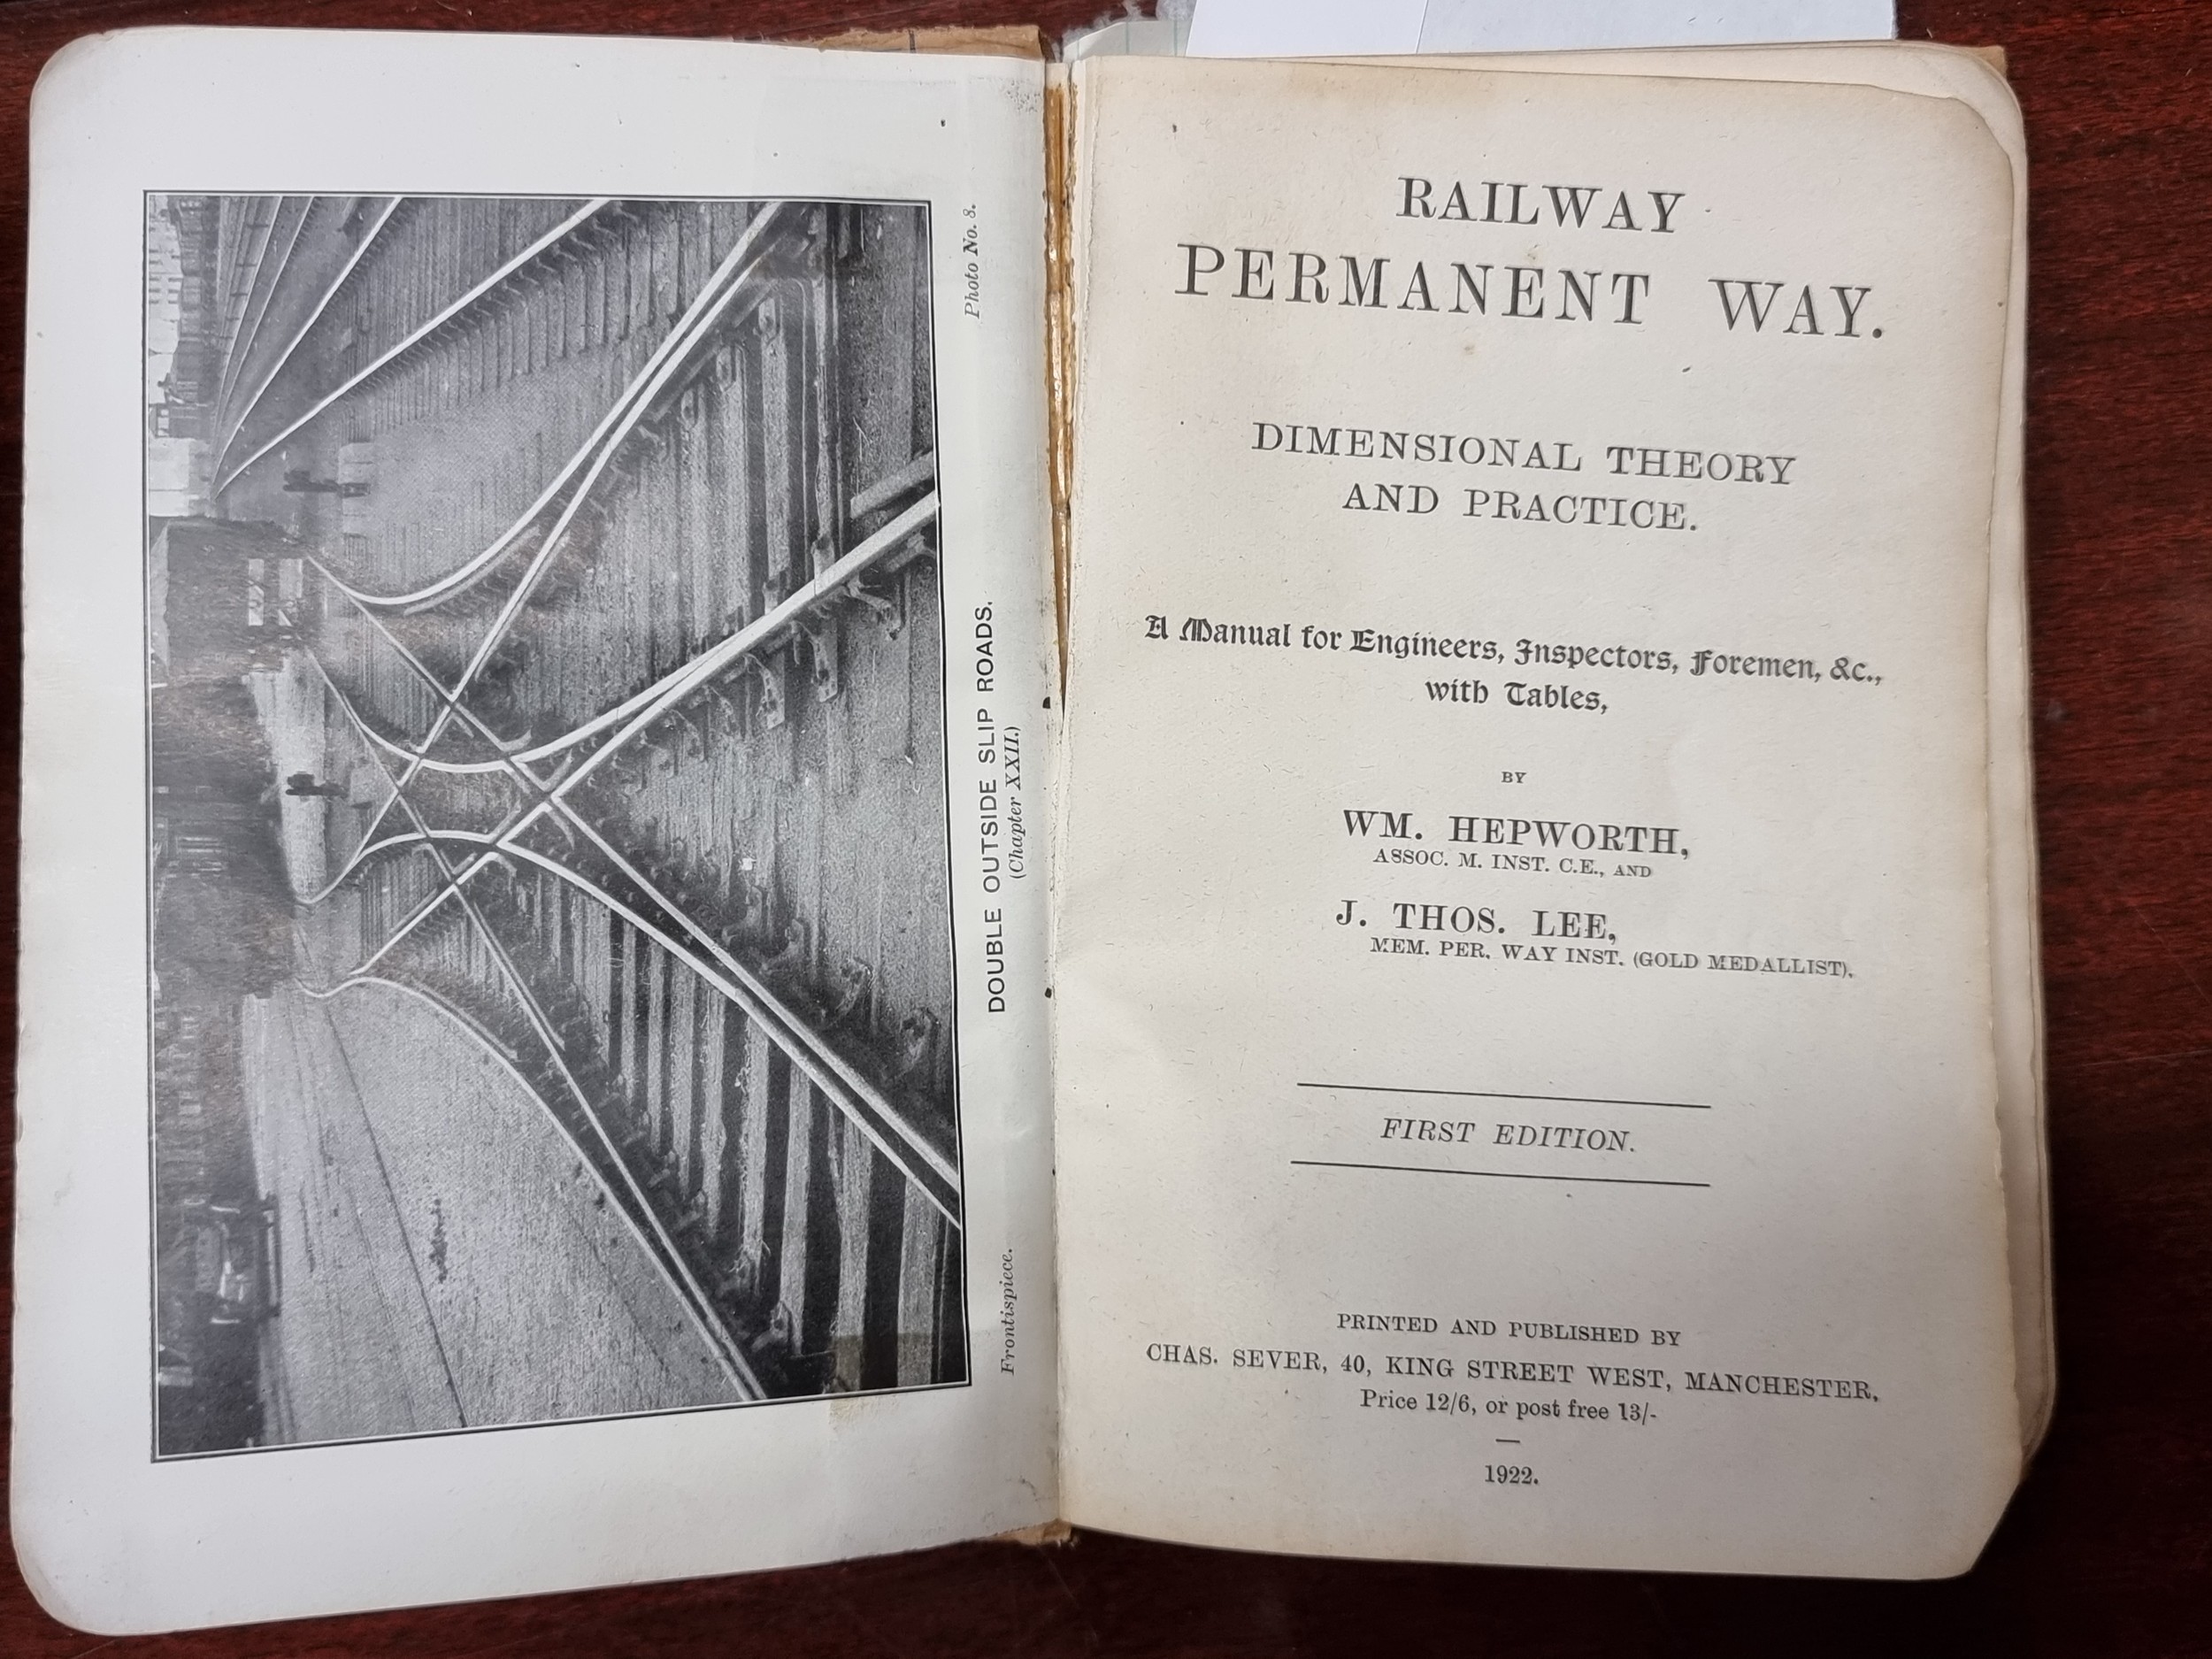 Photo No. 8.
DOUBLE OUTSIDE SLIP ROADS.
(Chapter XXII.)
Frontispiece.
RAILWAY
PERMANENT WAY.
DIMENSIONAL THEORY
AND PRACTICE.
A Manual for Engineers, Inspectors, Foremen, &c.,
with Tables,
BY
WM. HEPWORTH,
ASSOC. M. INST. C.E., AND
J. THOS. LEE,
MEM. PER. WAY INST. (GOLD MEDALLIST).
FIRST EDITION.
PRINTED AND PUBLISHED BY
CHAS. SEVER, 40, KING STREET WEST, MANCHESTER.
Price 12/6, or post free 13/-
1922.